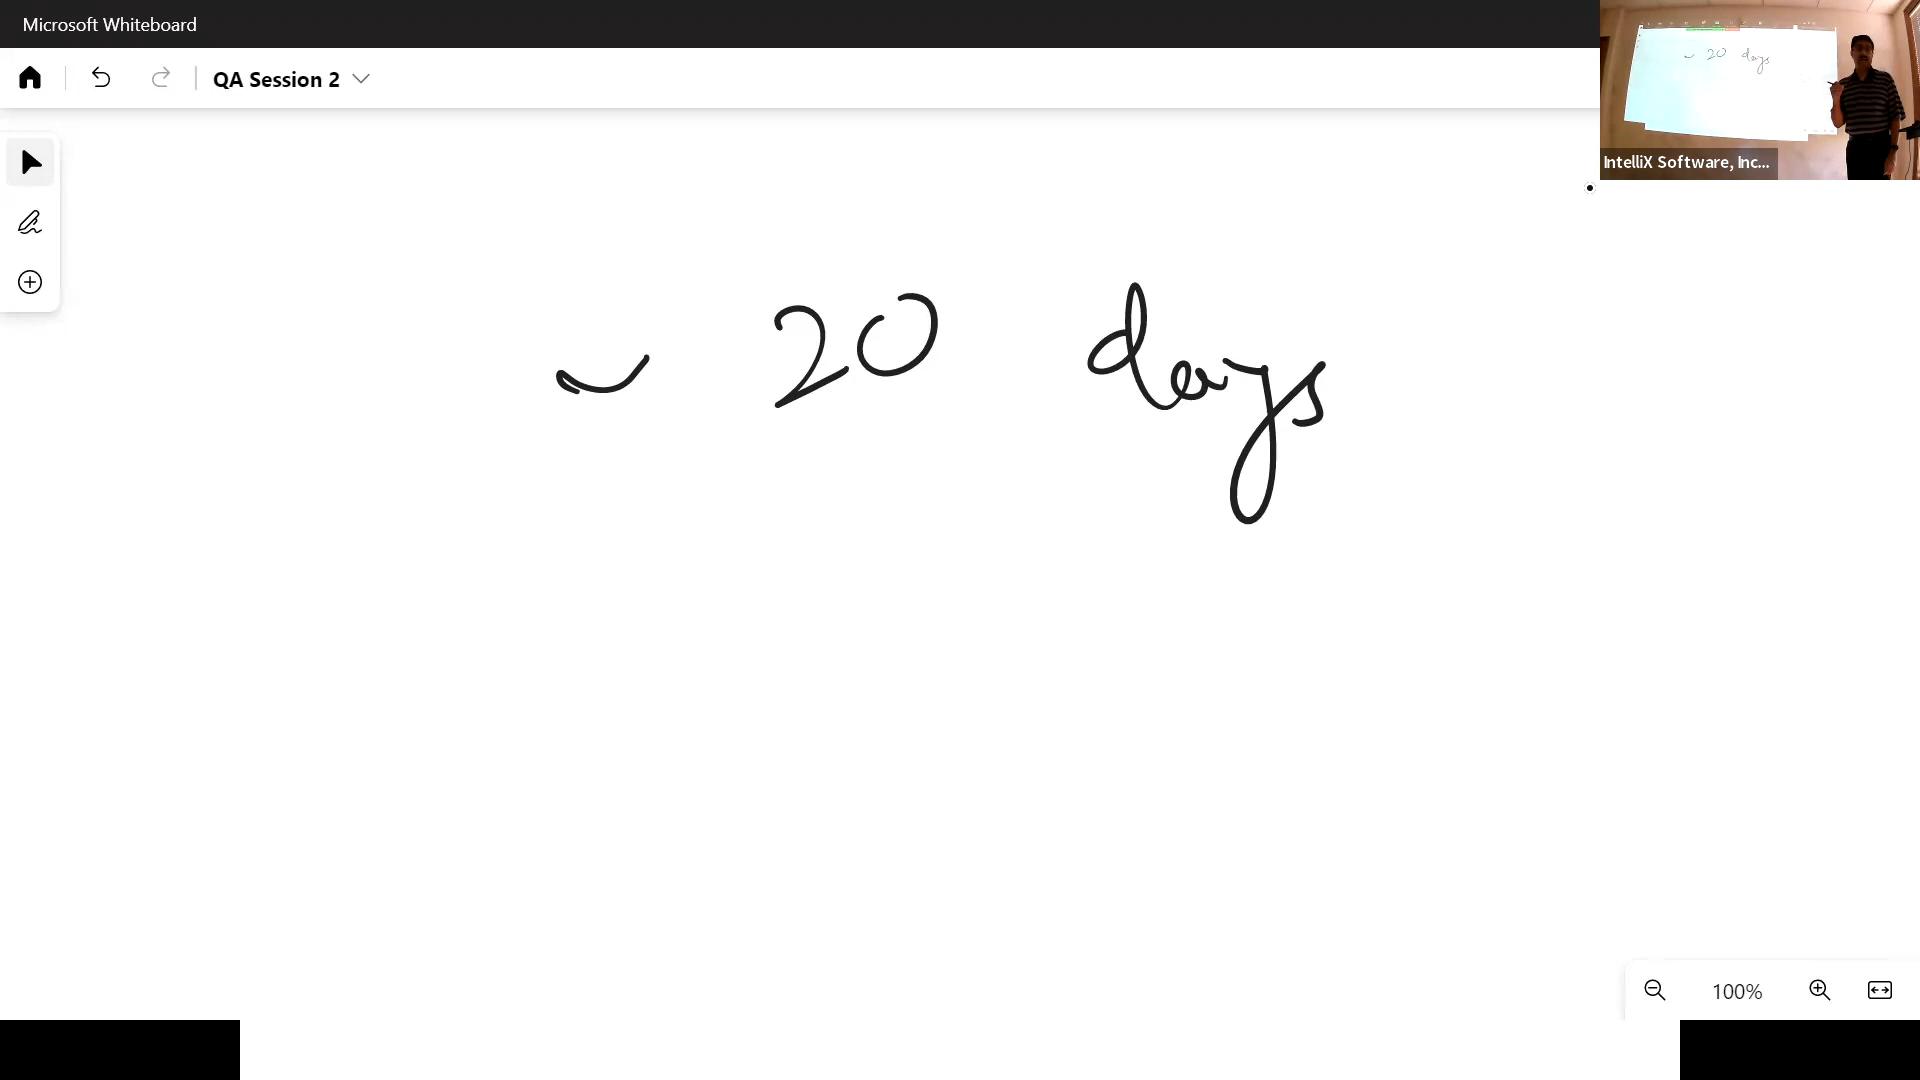 Microsoft Whiteboard
QA Session 2
IntelliX Software, Inc...
~ 20 days
100%